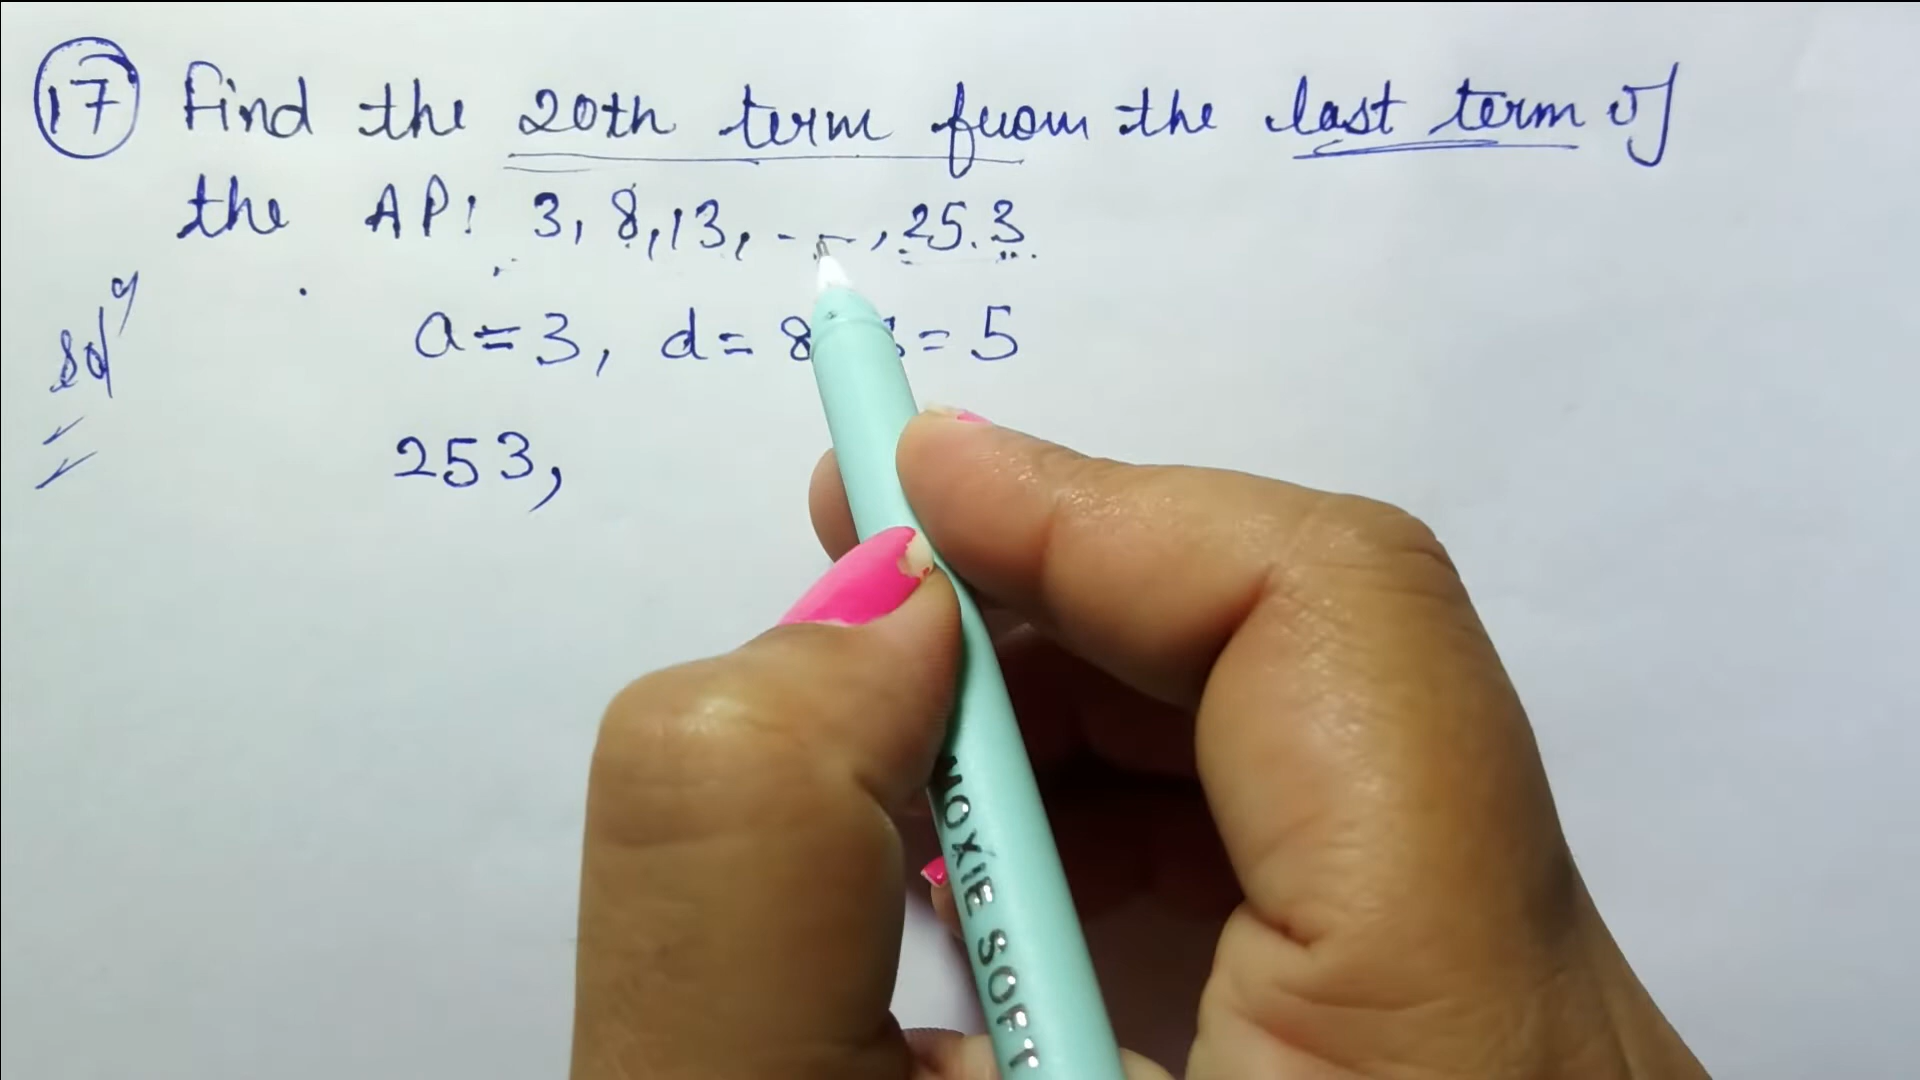 17 Find the 20th term from the last term of
the AP: 3, 8, 13, - - , 253.
Sol
a = 3, d = 8 = 5
253,
MOXIE SOFT